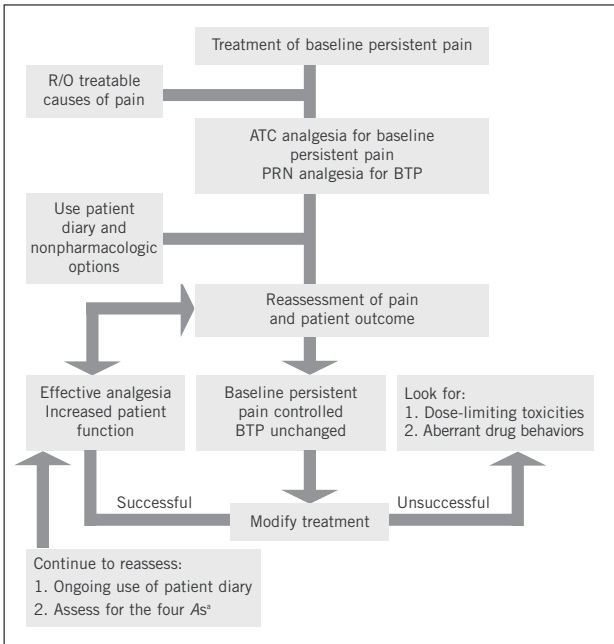 Treatment of baseline persistent pain
R/O treatable
causes of pain
ATC analgesia for baseline
persistent pain
PRN analgesia for BTP
Use patient
diary and
nonpharmacologic
options
Reassessment of pain
and patient outcome
Effective analgesia
Increased patient
function
Baseline persistent
pain controlled
BTP unchanged
Look for:
1. Dose-limiting toxicities
2. Aberrant drug behaviors
Successful
Unsuccessful
Modify treatment
Continue to reassess:
1. Ongoing use of patient diary
2. Assess for the four Asª